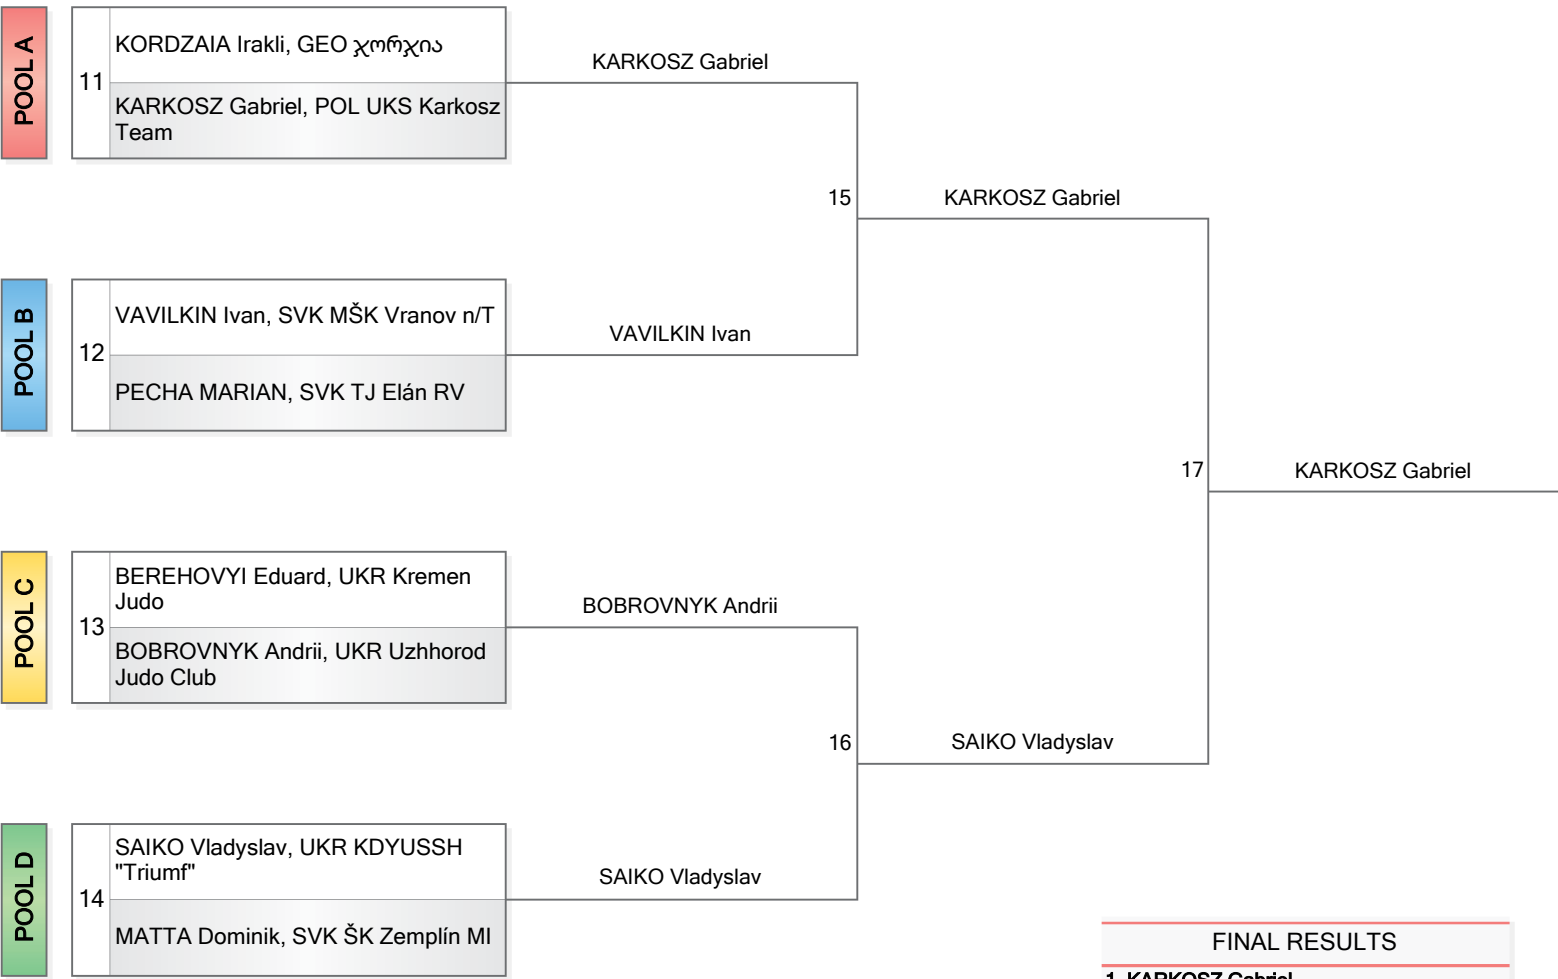 POOL A
11
KORDZAIA Irakli, GEO ჯორჯია
KARKOSZ Gabriel, POL UKS Karkosz
Team
KARKOSZ Gabriel
15
KARKOSZ Gabriel
POOL B
12
VAVILKIN Ivan, SVK MŠK Vranov n/T
PECHA MARIAN, SVK TJ Elán RV
VAVILKIN Ivan
17
KARKOSZ Gabriel
POOL C
13
BEREHOVYI Eduard, UKR Kremen
Judo
BOBROVNYK Andrii, UKR Uzhhorod
Judo Club
BOBROVNYK Andrii
16
SAIKO Vladyslav
POOL D
14
SAIKO Vladyslav, UKR KDYUSSH
"Triumf"
MATTA Dominik, SVK ŠK Zemplín MI
SAIKO Vladyslav
FINAL RESULTS
1. KARKOSZ Gabriel